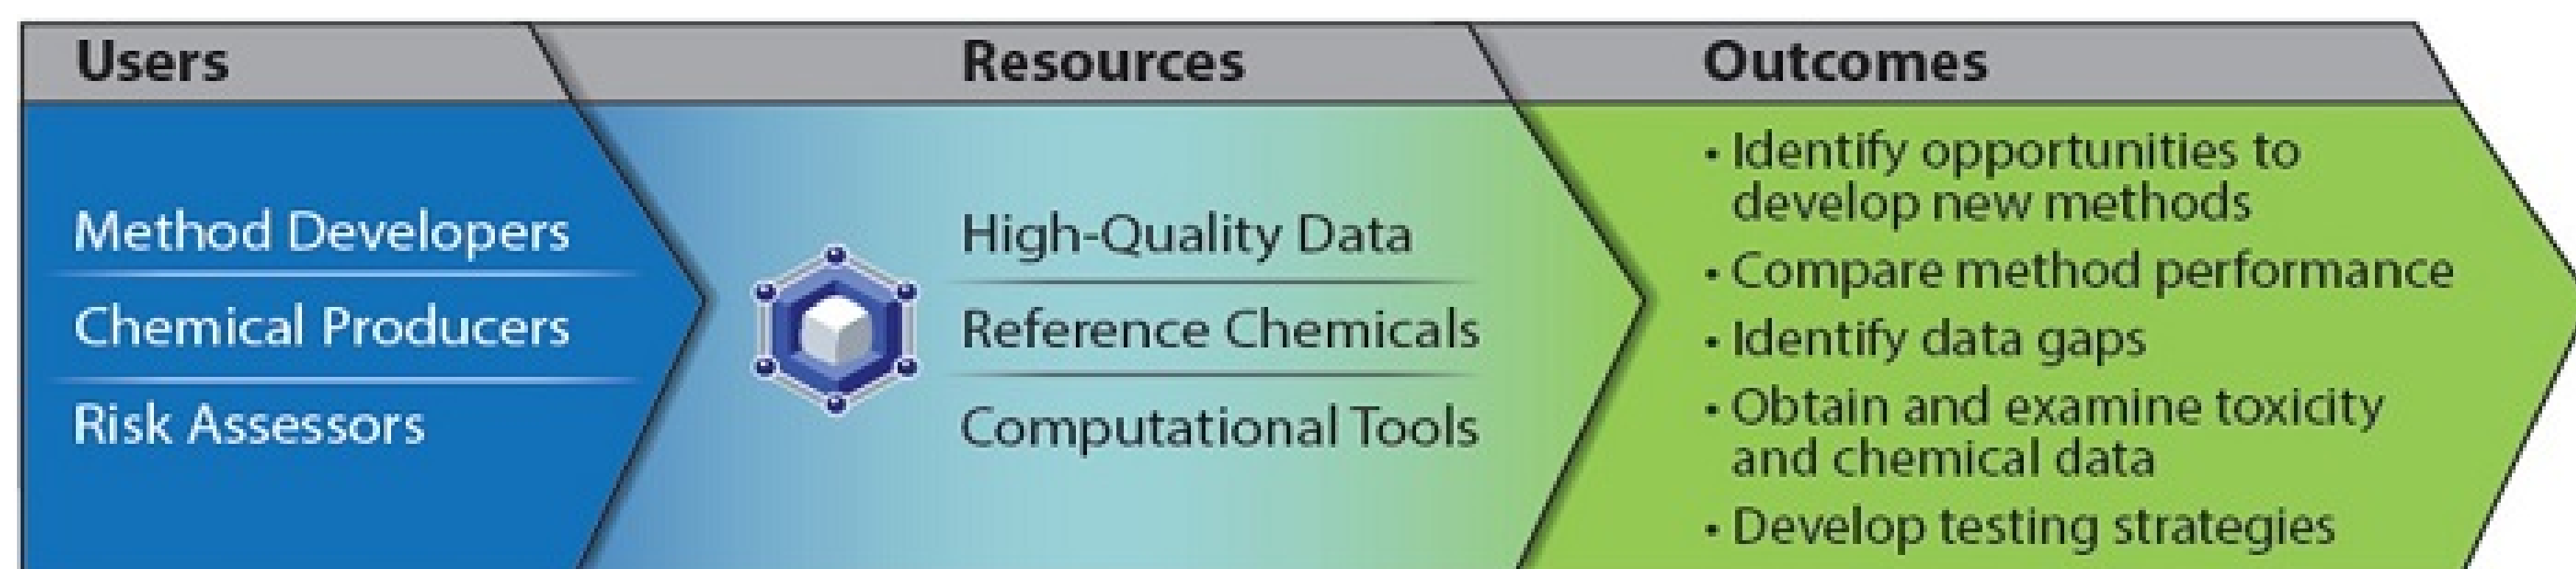 Users
Method Developers
Chemical Producers
Risk Assessors
Resources
High-Quality Data
Reference Chemicals
Computational Tools
Outcomes
• Identify opportunities to
develop new methods
• Compare method performance
• Identify data gaps
• Obtain and examine toxicity
and chemical data
• Develop testing strategies